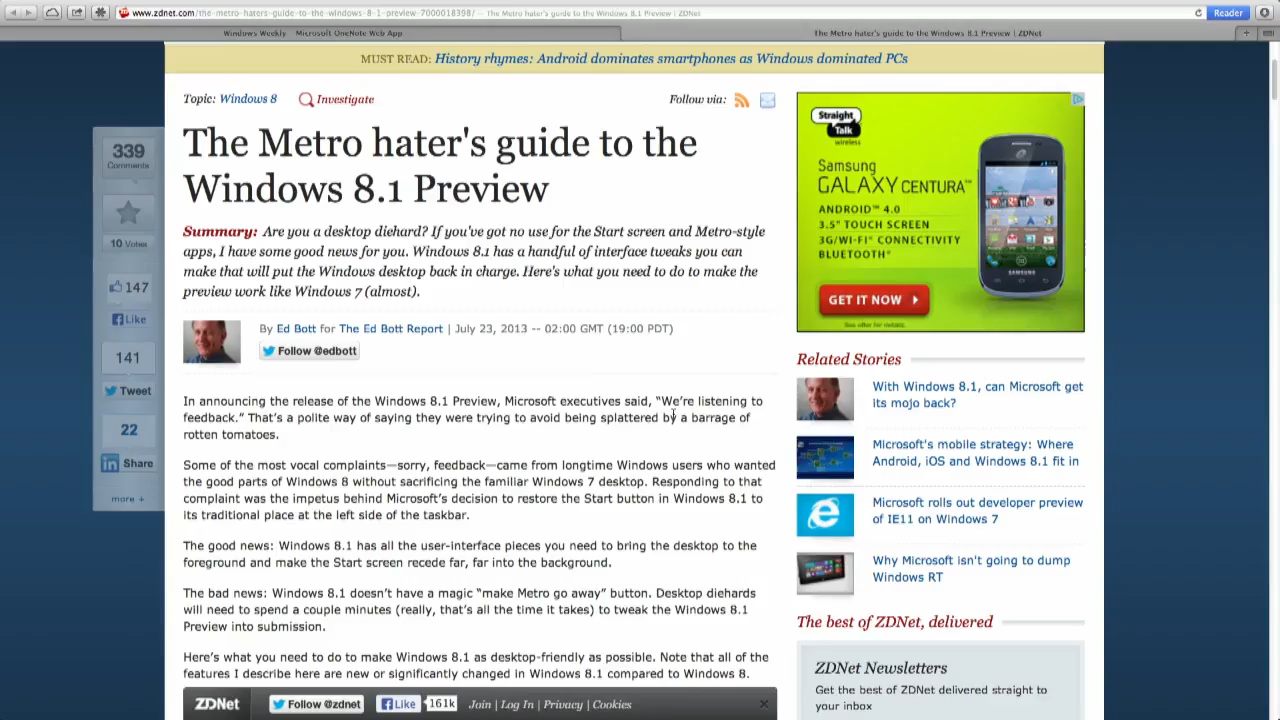 www.zdnet.com/the-metro-haters-guide-to-the-windows-8-1-preview-7000018398/ — The Metro hater's guide to the Windows 8.1 Preview | ZDNet
Reader
Windows Weekly Microsoft OneNote Web App
The Metro hater's guide to the Windows 8.1 Preview | ZDNet
MUST READ: History rhymes: Android dominates smartphones as Windows dominated PCs
Topic: Windows 8 Investigate
Follow via:
339
Comments
10 Votes
147
Like
141
Tweet
22
in Share
more +
The Metro hater's guide to the
Windows 8.1 Preview
Summary: Are you a desktop diehard? If you've got no use for the Start screen and Metro-style
apps, I have some good news for you. Windows 8.1 has a handful of interface tweaks you can
make that will put the Windows desktop back in charge. Here's what you need to do to make the
preview work like Windows 7 (almost).
By Ed Bott for The Ed Bott Report | July 23, 2013 -- 02:00 GMT (19:00 PDT)
Follow @edbott
In announcing the release of the Windows 8.1 Preview, Microsoft executives said, “We’re listening to
feedback.” That’s a polite way of saying they were trying to avoid being splattered by a barrage of
rotten tomatoes.
Some of the most vocal complaints—sorry, feedback—came from longtime Windows users who wanted
the good parts of Windows 8 without sacrificing the familiar Windows 7 desktop. Responding to that
complaint was the impetus behind Microsoft’s decision to restore the Start button in Windows 8.1 to
its traditional place at the left side of the taskbar.
The good news: Windows 8.1 has all the user-interface pieces you need to bring the desktop to the
foreground and make the Start screen recede far, far into the background.
The bad news: Windows 8.1 doesn’t have a magic “make Metro go away” button. Desktop diehards
will need to spend a couple minutes (really, that’s all the time it takes) to tweak the Windows 8.1
Preview into submission.
Here’s what you need to do to make Windows 8.1 as desktop-friendly as possible. Note that all of the
features I describe here are new or significantly changed in Windows 8.1 compared to Windows 8.
ZDNet Follow @zdnet Like 161k Join | Log In | Privacy | Cookies
Straight
Talk
wireless
Samsung
GALAXY CENTURA™
ANDROID™ 4.0
3.5" TOUCH SCREEN
3G/WI-FI® CONNECTIVITY
BLUETOOTH®
SAMSUNG
GET IT NOW
See offer for details.
Related Stories
With Windows 8.1, can Microsoft get
its mojo back?
Microsoft's mobile strategy: Where
Android, iOS and Windows 8.1 fit in
Microsoft rolls out developer preview
of IE11 on Windows 7
Why Microsoft isn't going to dump
Windows RT
The best of ZDNet, delivered
ZDNet Newsletters
Get the best of ZDNet delivered straight to
your inbox